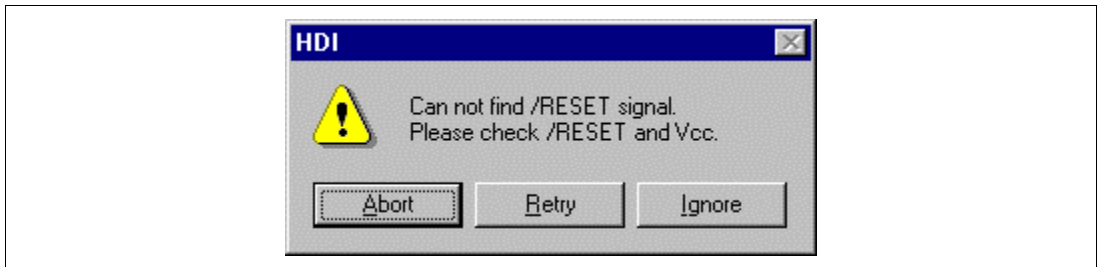 HDI
Can not find /RESET signal.
Please check /RESET and Vcc.
Abort Retry Ignore